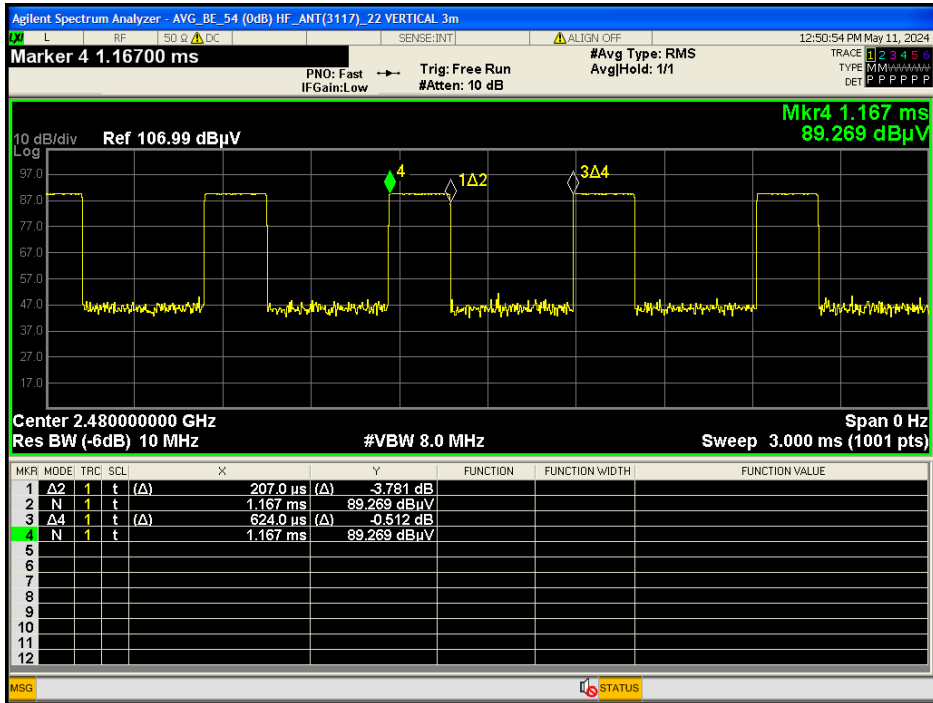 Agilent Spectrum Analyzer - AVG_BE_54 (0dB) HF_ANT(3117)_22 VERTICAL 3m
LXI L RF 50 Ω DC SENSE:INT ALIGN OFF 12:50:54 PM May 11, 2024
Marker 4 1.16700 ms
PNO: Fast
IFGain:Low
Trig: Free Run
#Atten: 10 dB
#Avg Type: RMS
Avg|Hold: 1/1
TRACE 1 2 3 4 5 6
TYPE MMWWWW
DET P P P P P P
Mkr4 1.167 ms
89.269 dBµV
10 dB/div Ref 106.99 dBµV
Log
97.0
87.0
77.0
67.0
57.0
47.0
37.0
27.0
17.0
4
1Δ2
3Δ4
Center 2.480000000 GHz Span 0 Hz
Res BW (-6dB) 10 MHz #VBW 8.0 MHz Sweep 3.000 ms (1001 pts)
MKR MODE TRC SCL X Y FUNCTION FUNCTION WIDTH FUNCTION VALUE
1 Δ2 1 t (Δ) 207.0 µs (Δ) -3.781 dB
2 N 1 t 1.167 ms 89.269 dBµV
3 Δ4 1 t (Δ) 624.0 µs (Δ) -0.512 dB
4 N 1 t 1.167 ms 89.269 dBµV
5
6
7
8
9
10
11
12
MSG STATUS